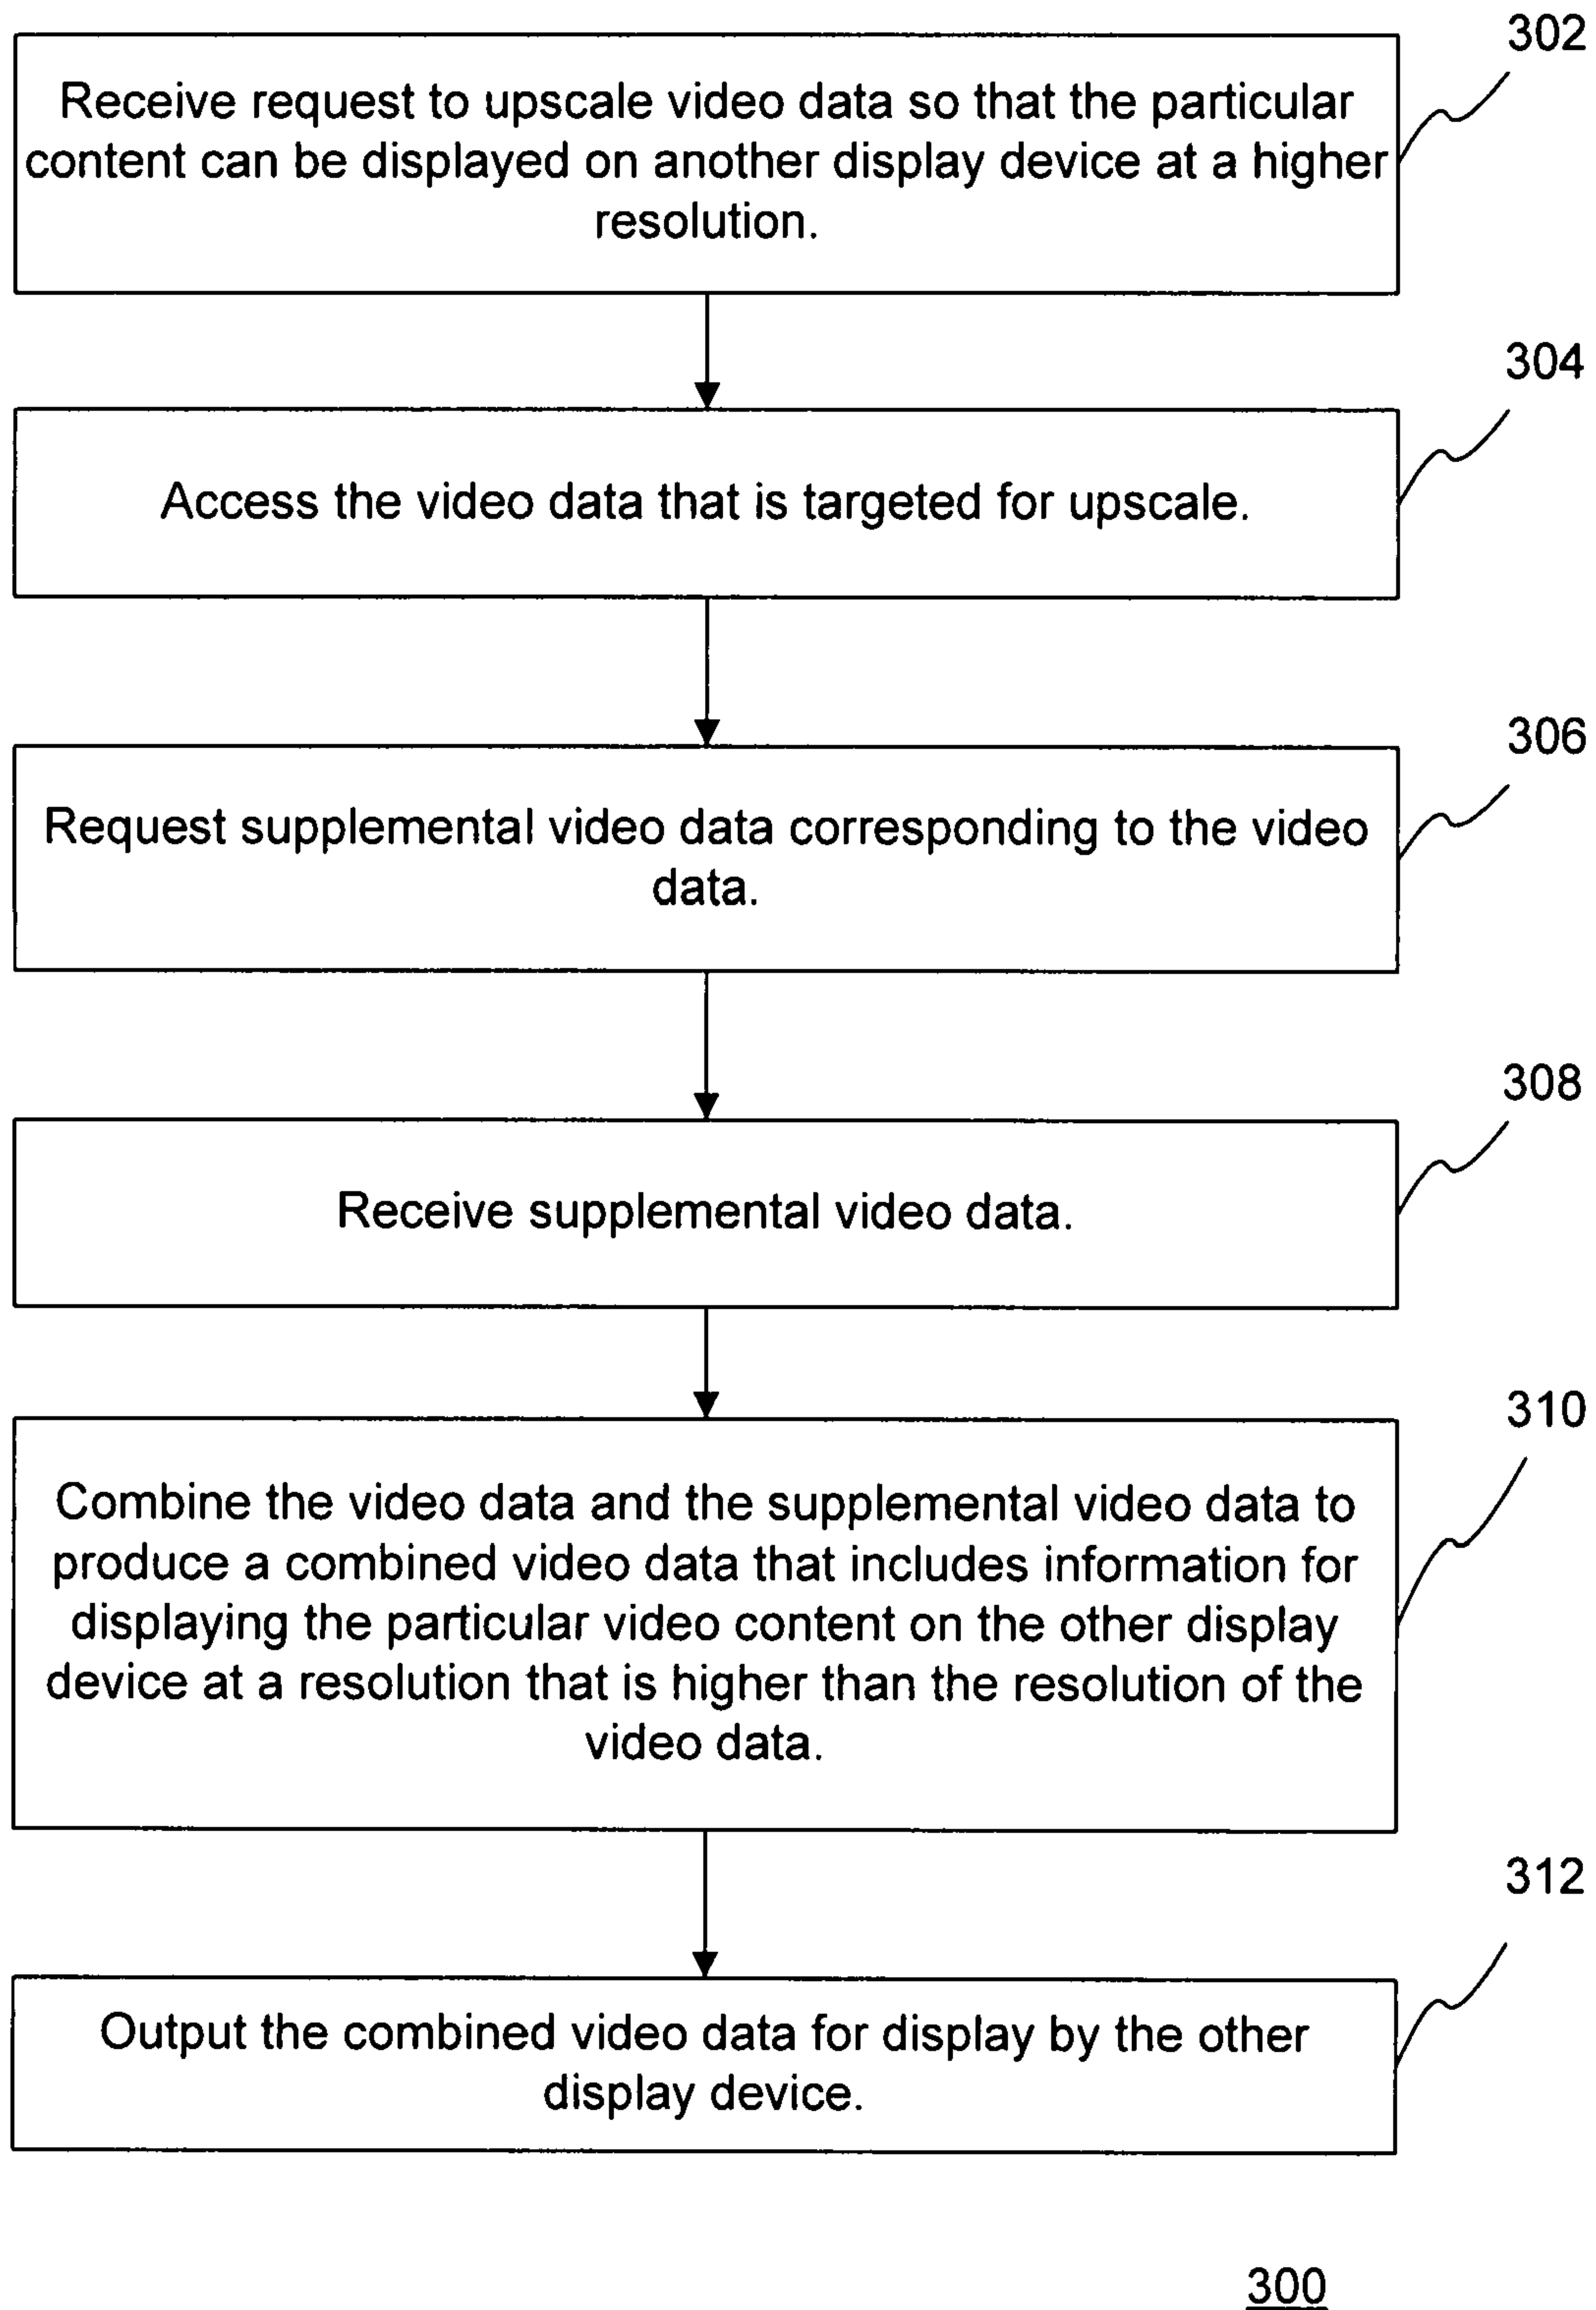 302
Receive request to upscale video data so that the particular
content can be displayed on another display device at a higher
resolution.
304
Access the video data that is targeted for upscale.
306
Request supplemental video data corresponding to the video
data.
308
Receive supplemental video data.
310
Combine the video data and the supplemental video data to
produce a combined video data that includes information for
displaying the particular video content on the other display
device at a resolution that is higher than the resolution of the
video data.
312
Output the combined video data for display by the other
display device.
300